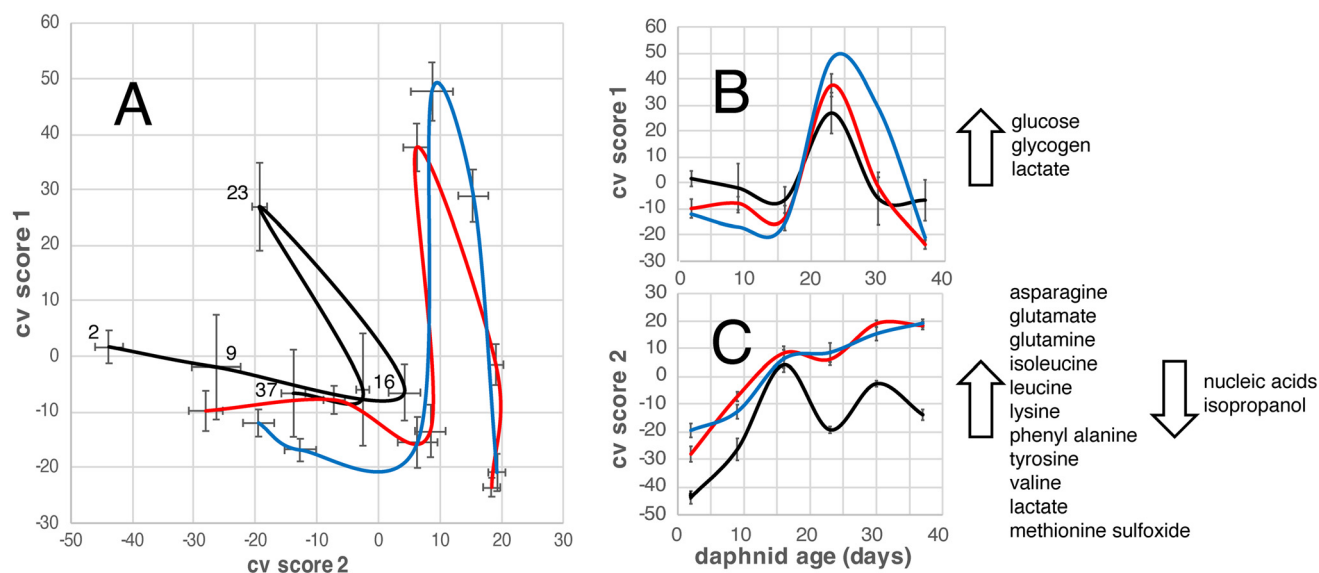 60
50
40
30
20
10
0
-10
-20
-30
cv score 1
A
23
2
9
37
16
-50 -40 -30 -20 -10 0 10 20 30
cv score 2
60
50
40
30
20
10
0
-10
-20
-30
cv score 1
B
0 10 20 30 40
glucose
glycogen
lactate
30
20
10
0
-10
-20
-30
-40
-50
cv score 2
C
0 10 20 30 40
daphnid age (days)
asparagine
glutamate
glutamine
isoleucine
leucine
lysine
phenyl alanine
tyrosine
valine
lactate
methionine sulfoxide
nucleic acids
isopropanol